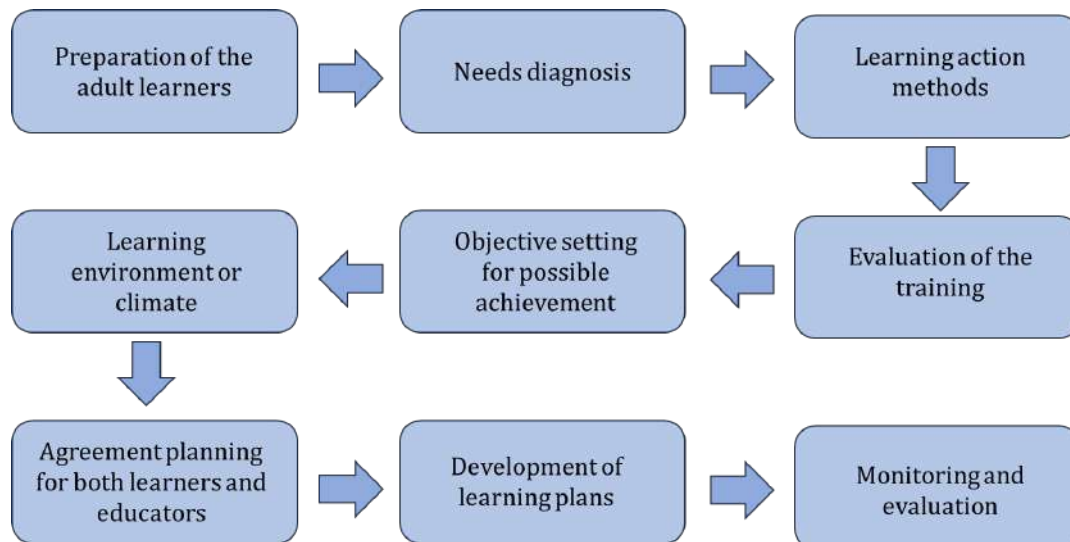 Preparation of the
adult learners
Needs diagnosis
Learning action
methods
Evaluation of the
training
Objective setting
for possible
achievement
Learning
environment or
climate
Agreement planning
for both learners and
educators
Development of
learning plans
Monitoring and
evaluation